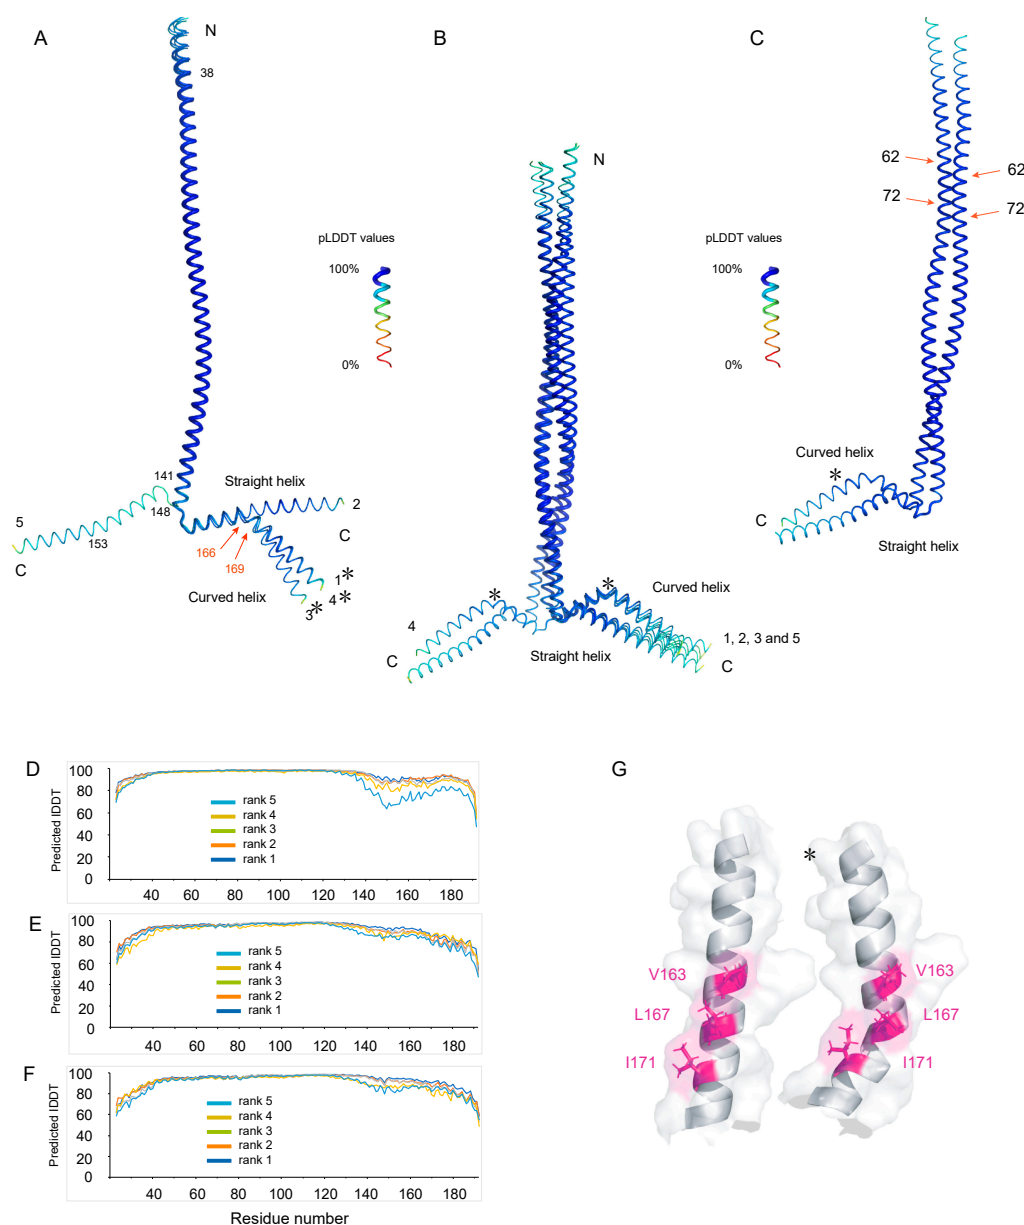 A
N
38
141
148
Straight helix
5
153
C
2
C
166
169
Curved helix
1*
4*
3*
pLDDT values
100%
0%
B
N
*
*
Curved helix
4
C
Straight helix
1, 2, 3 and 5
C
pLDDT values
100%
0%
C
62
62
72
72
Curved helix
*
C
Straight helix
D
Predicted lDDT
100
80
60
40
20
0
rank 5
rank 4
rank 3
rank 2
rank 1
40 60 80 100 120 140 160 180
E
Predicted lDDT
100
80
60
40
20
0
rank 5
rank 4
rank 3
rank 2
rank 1
40 60 80 100 120 140 160 180
F
Predicted lDDT
100
80
60
40
20
0
rank 5
rank 4
rank 3
rank 2
rank 1
40 60 80 100 120 140 160 180
Residue number
G
*
V163
V163
L167
L167
I171
I171